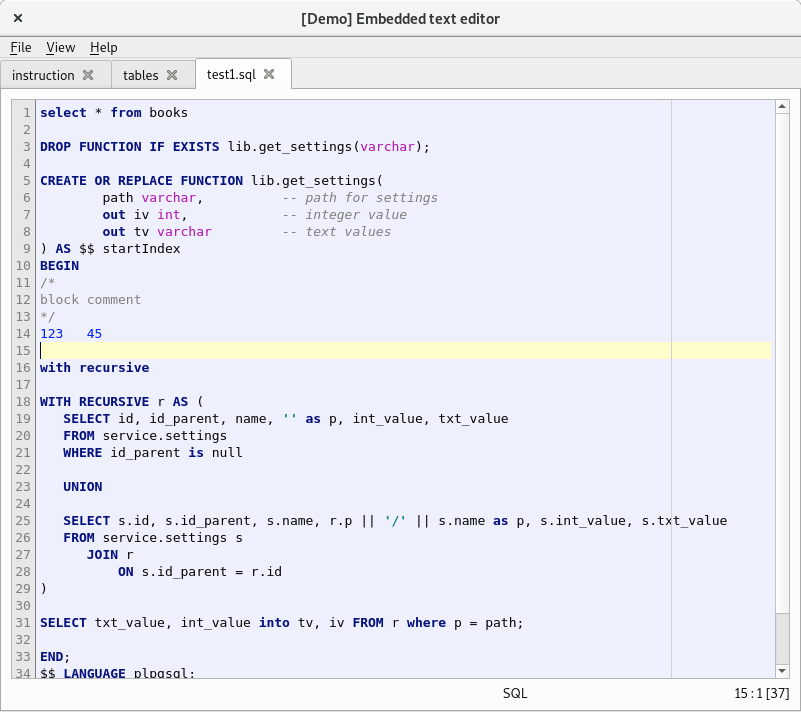 × [Demo] Embedded text editor
File View Help
instruction tables test1.sql
1 select * from books
2
3 DROP FUNCTION IF EXISTS lib.get_settings(varchar);
4
5 CREATE OR REPLACE FUNCTION lib.get_settings(
6         path varchar,          -- path for settings
7         out iv int,            -- integer value
8         out tv varchar         -- text values
9 ) AS $$ startIndex
10 BEGIN
11 /*
12 block comment
13 */
14 123   45
15
16 with recursive
17
18 WITH RECURSIVE r AS (
19    SELECT id, id_parent, name, '' as p, int_value, txt_value
20    FROM service.settings
21    WHERE id_parent is null
22
23    UNION
24
25    SELECT s.id, s.id_parent, s.name, r.p || '/' || s.name as p, s.int_value, s.txt_value
26    FROM service.settings s
27       JOIN r
28           ON s.id_parent = r.id
29 )
30
31 SELECT txt_value, int_value into tv, iv FROM r where p = path;
32
33 END;
34 $$ LANGUAGE plpgsql;
SQL 15:1 [37]